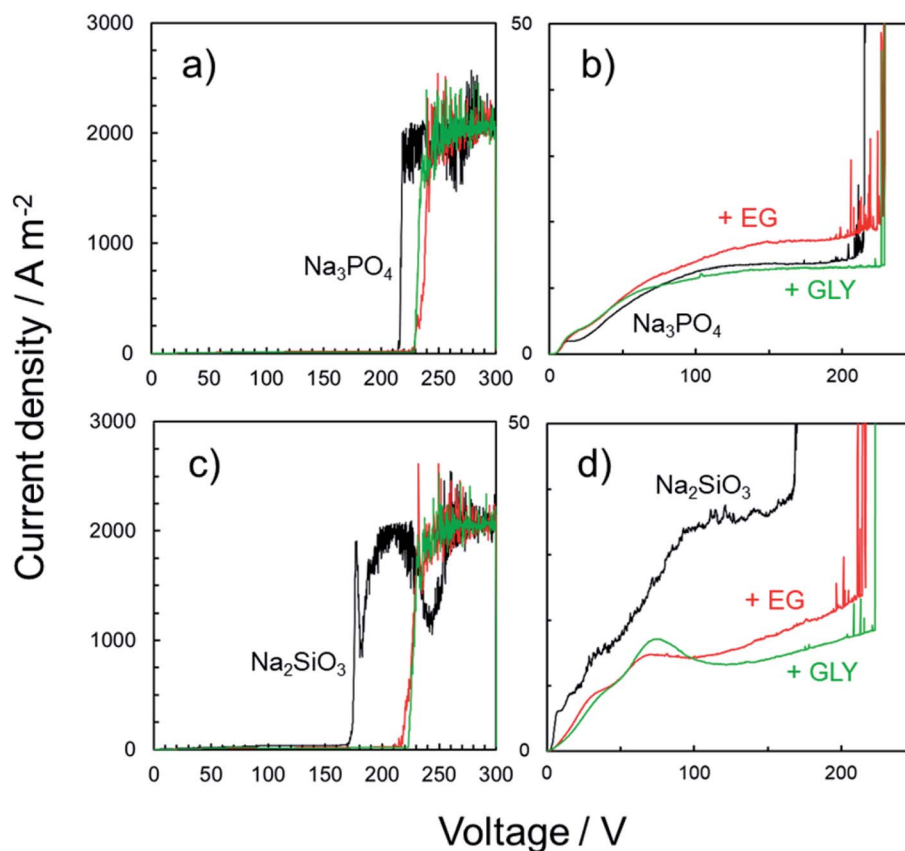 Current density / A m⁻²
3000
2000
1000
0
a)
Na₃PO₄
0 50 100 150 200 250 300
50
0
b)
+ EG
+ GLY
Na₃PO₄
0 100 200
3000
2000
1000
0
c)
Na₂SiO₃
0 50 100 150 200 250 300
50
0
d)
Na₂SiO₃
+ EG
+ GLY
0 100 200
Voltage / V